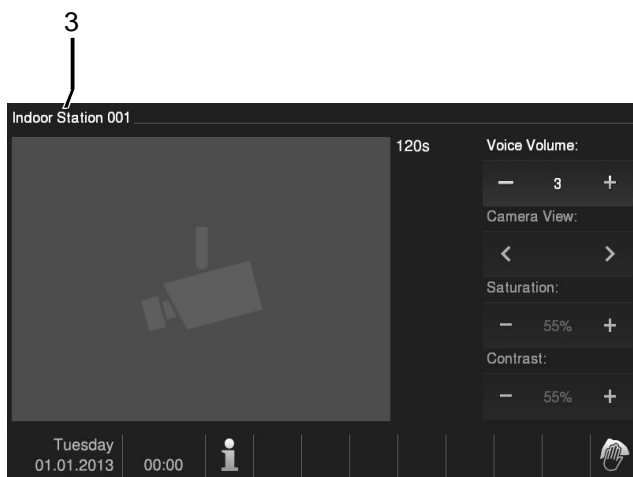 3
Indoor Station 001
120s
Voice Volume:
− 3 +
Camera View:
< >
Saturation:
− 55% +
Contrast:
− 55% +
Tuesday
01.01.2013 00:00 i